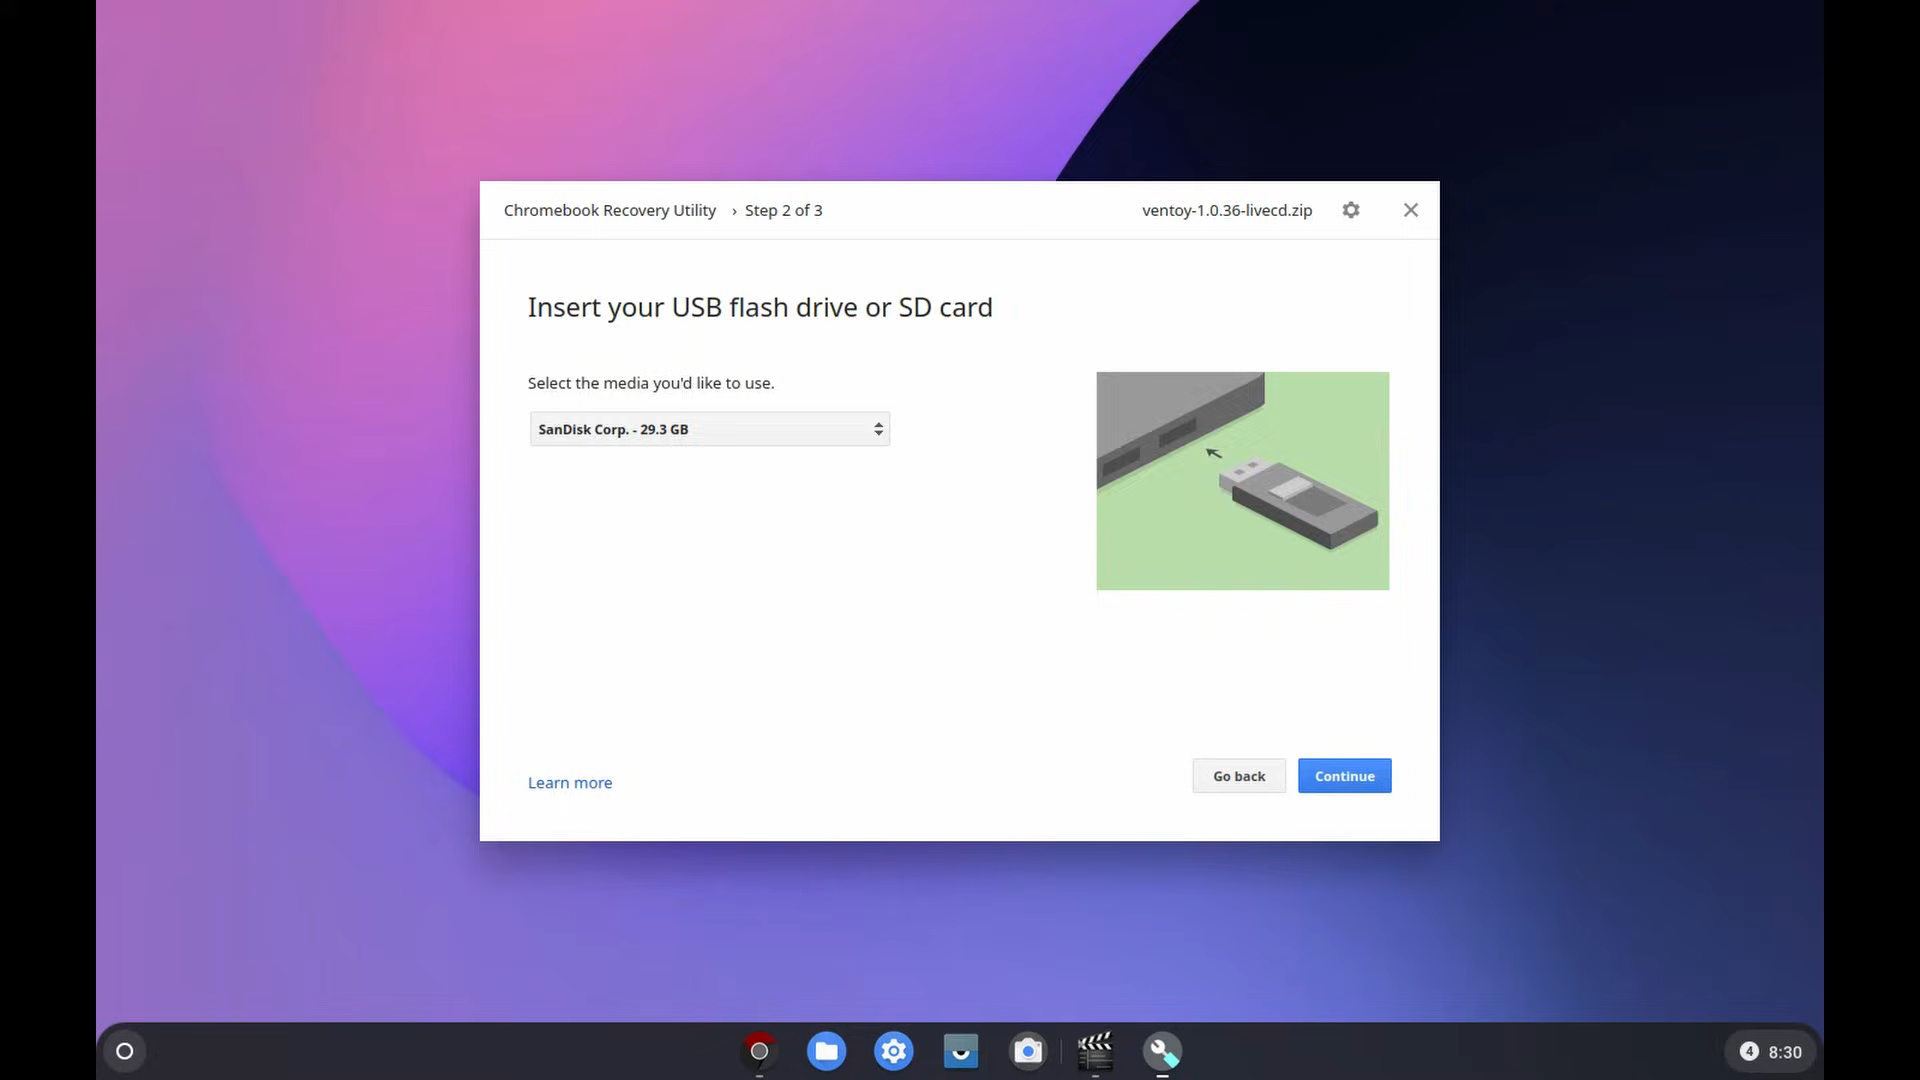 Chromebook Recovery Utility › Step 2 of 3
ventoy-1.0.36-livecd.zip
Insert your USB flash drive or SD card
Select the media you'd like to use.
SanDisk Corp. - 29.3 GB
Learn more
Go back
Continue
4 8:30